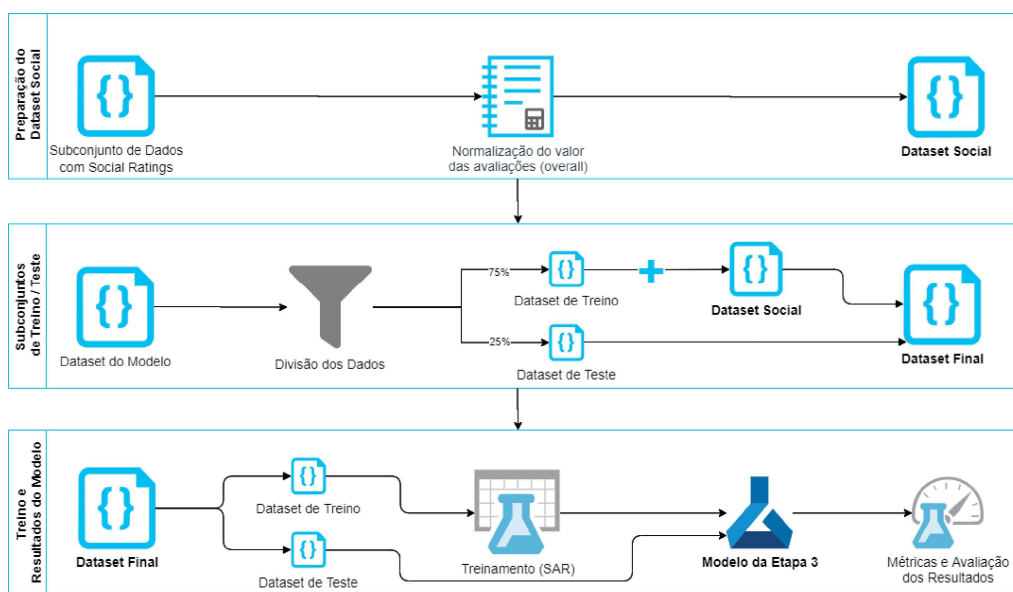 Preparação do
Dataset Social
Subconjunto de Dados
com Social Ratings
Normalização do valor
das avaliações (overall)
Dataset Social
Subconjuntos
de Treino / Teste
Dataset do Modelo
Divisão dos Dados
75%
Dataset de Treino
Dataset Social
25%
Dataset de Teste
Dataset Final
Treino e
Resultados do Modelo
Dataset Final
Dataset de Treino
Dataset de Teste
Treinamento (SAR)
Modelo da Etapa 3
Métricas e Avaliação
dos Resultados